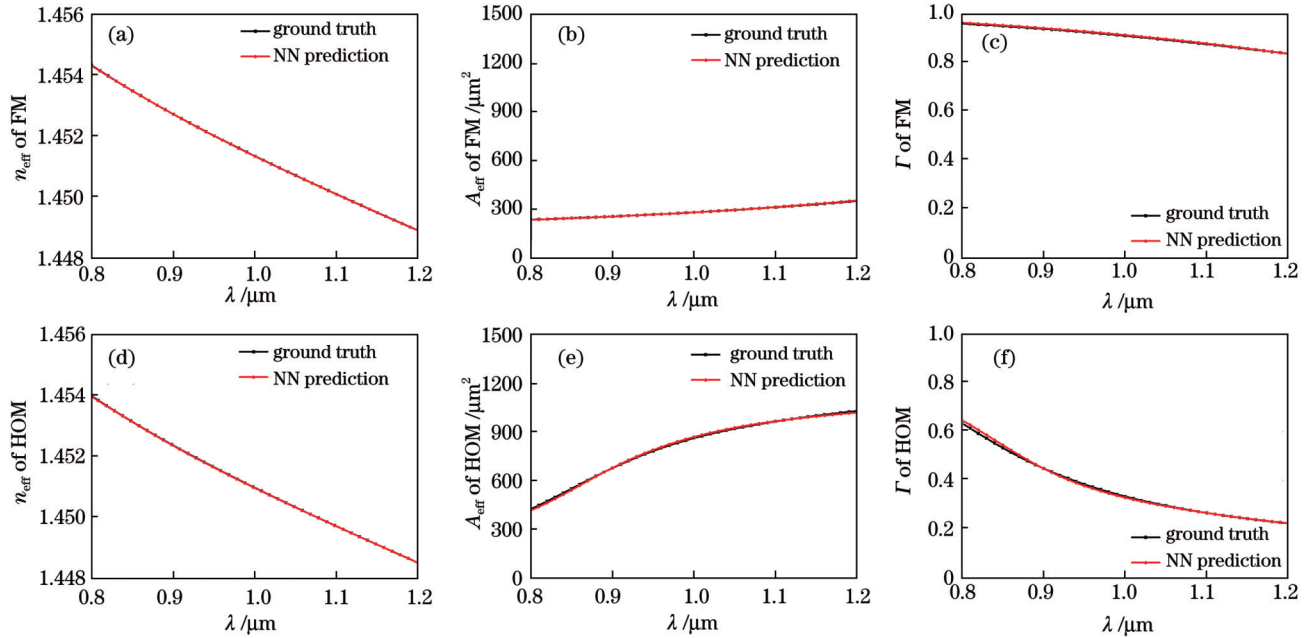 1.456
1.454
1.452
1.450
1.448
n_eff of FM
(a)
ground truth
NN prediction
0.8 0.9 1.0 1.1 1.2
λ /μm
1500
1200
900
600
300
0
A_eff of FM /μm²
(b)
ground truth
NN prediction
0.8 0.9 1.0 1.1 1.2
λ /μm
1.0
0.8
0.6
0.4
0.2
0
Γ of FM
(c)
ground truth
NN prediction
0.8 0.9 1.0 1.1 1.2
λ /μm
1.456
1.454
1.452
1.450
1.448
n_eff of HOM
(d)
ground truth
NN prediction
0.8 0.9 1.0 1.1 1.2
λ /μm
1500
1200
900
600
300
0
A_eff of HOM /μm²
(e)
ground truth
NN prediction
0.8 0.9 1.0 1.1 1.2
λ /μm
1.0
0.8
0.6
0.4
0.2
0
Γ of HOM
(f)
ground truth
NN prediction
0.8 0.9 1.0 1.1 1.2
λ /μm